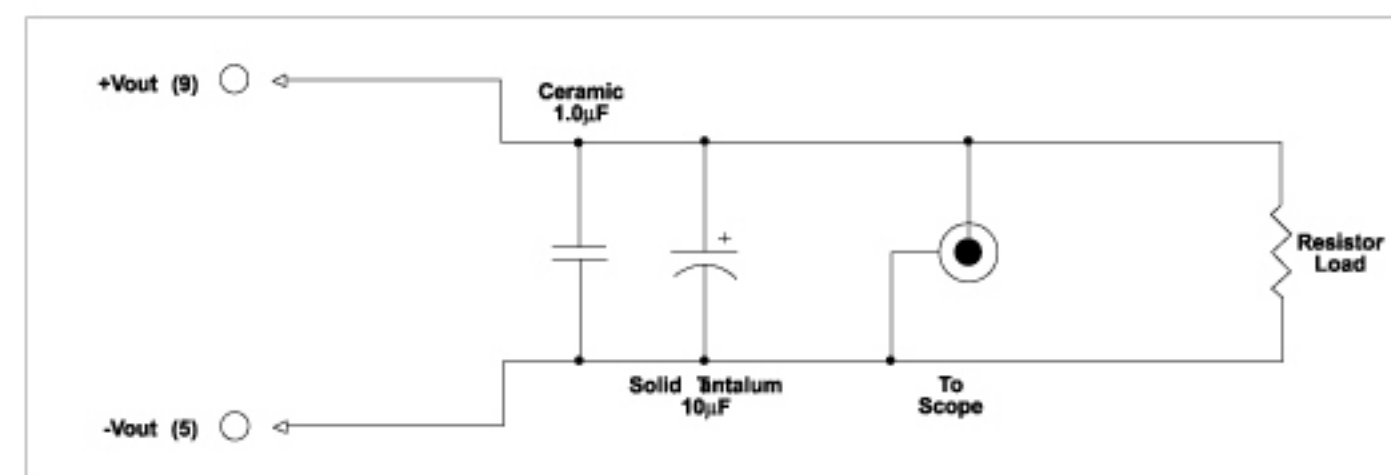 +Vout (9)
Ceramic
1.0μF
+
Resistor
Load
Solid Tantalum
10μF
To
Scope
-Vout (5)